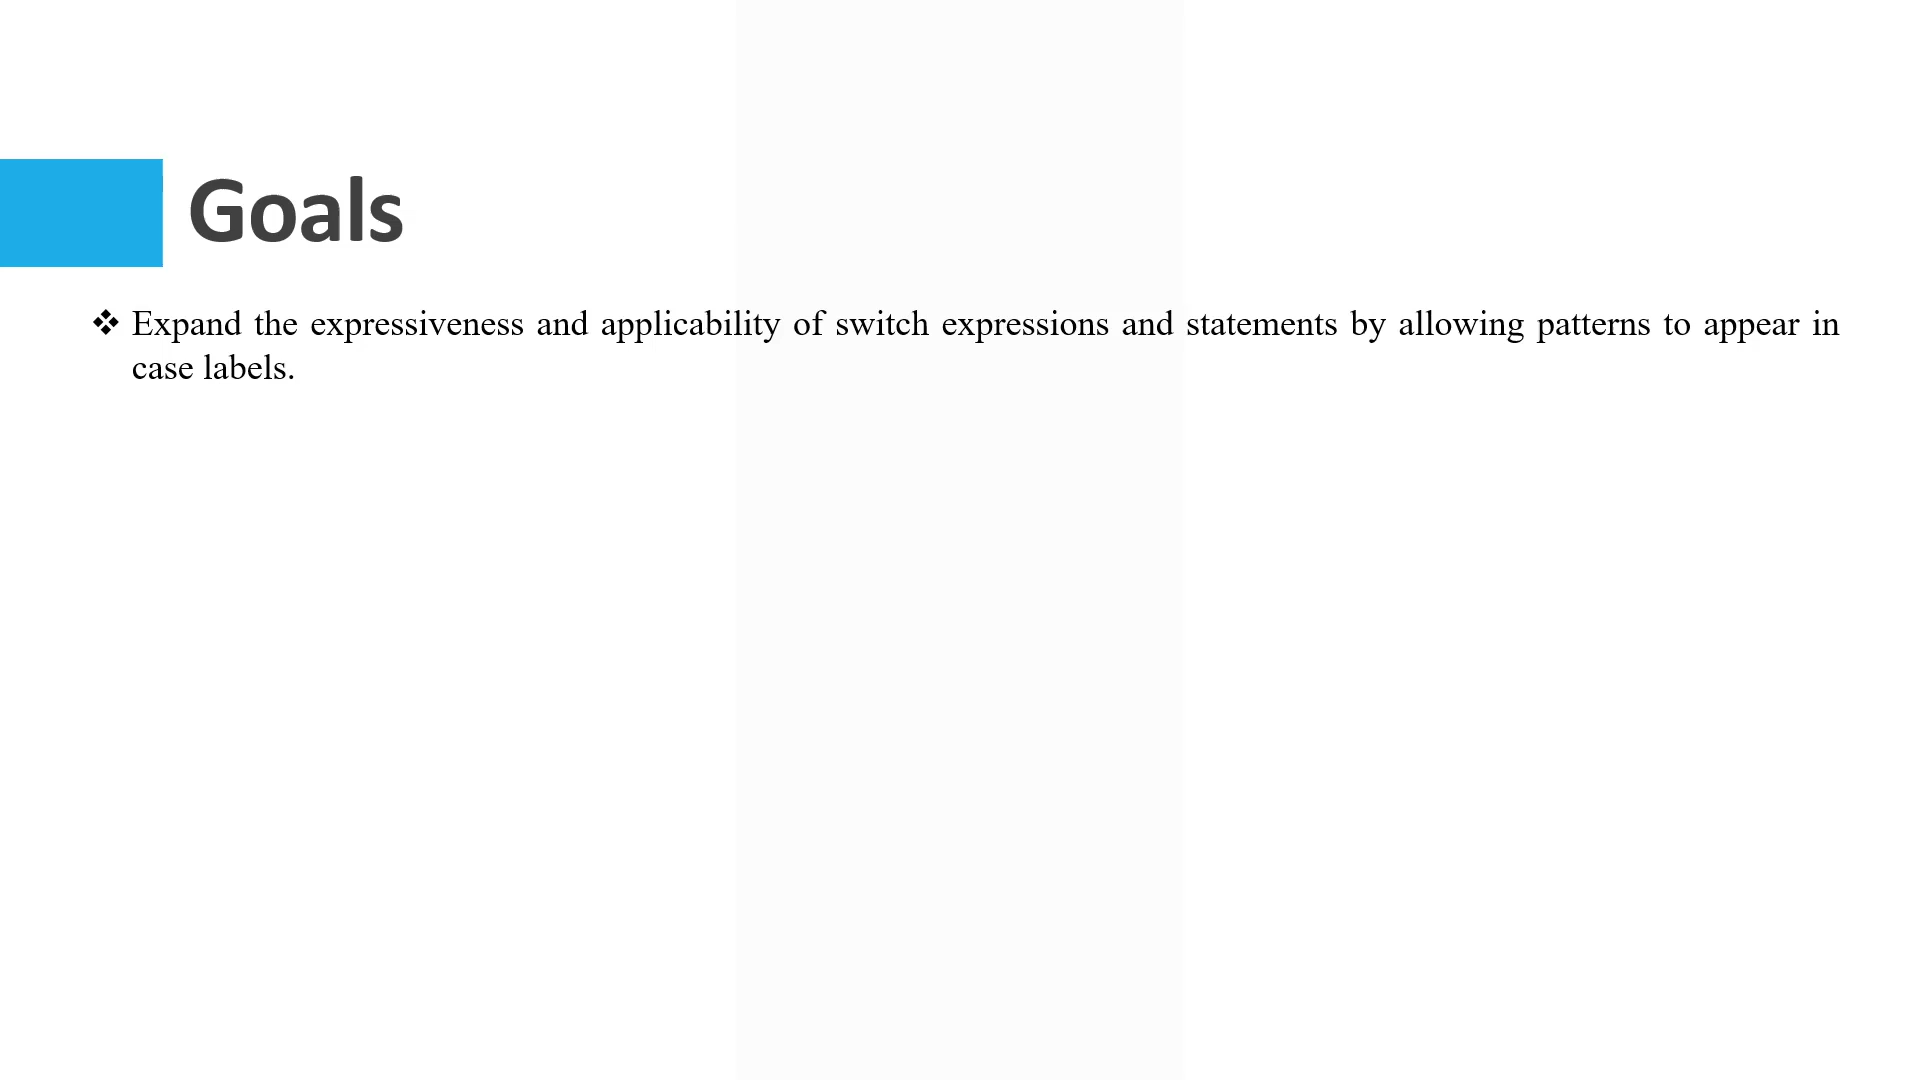 Goals
❖ Expand the expressiveness and applicability of switch expressions and statements by allowing patterns to appear in
case labels.